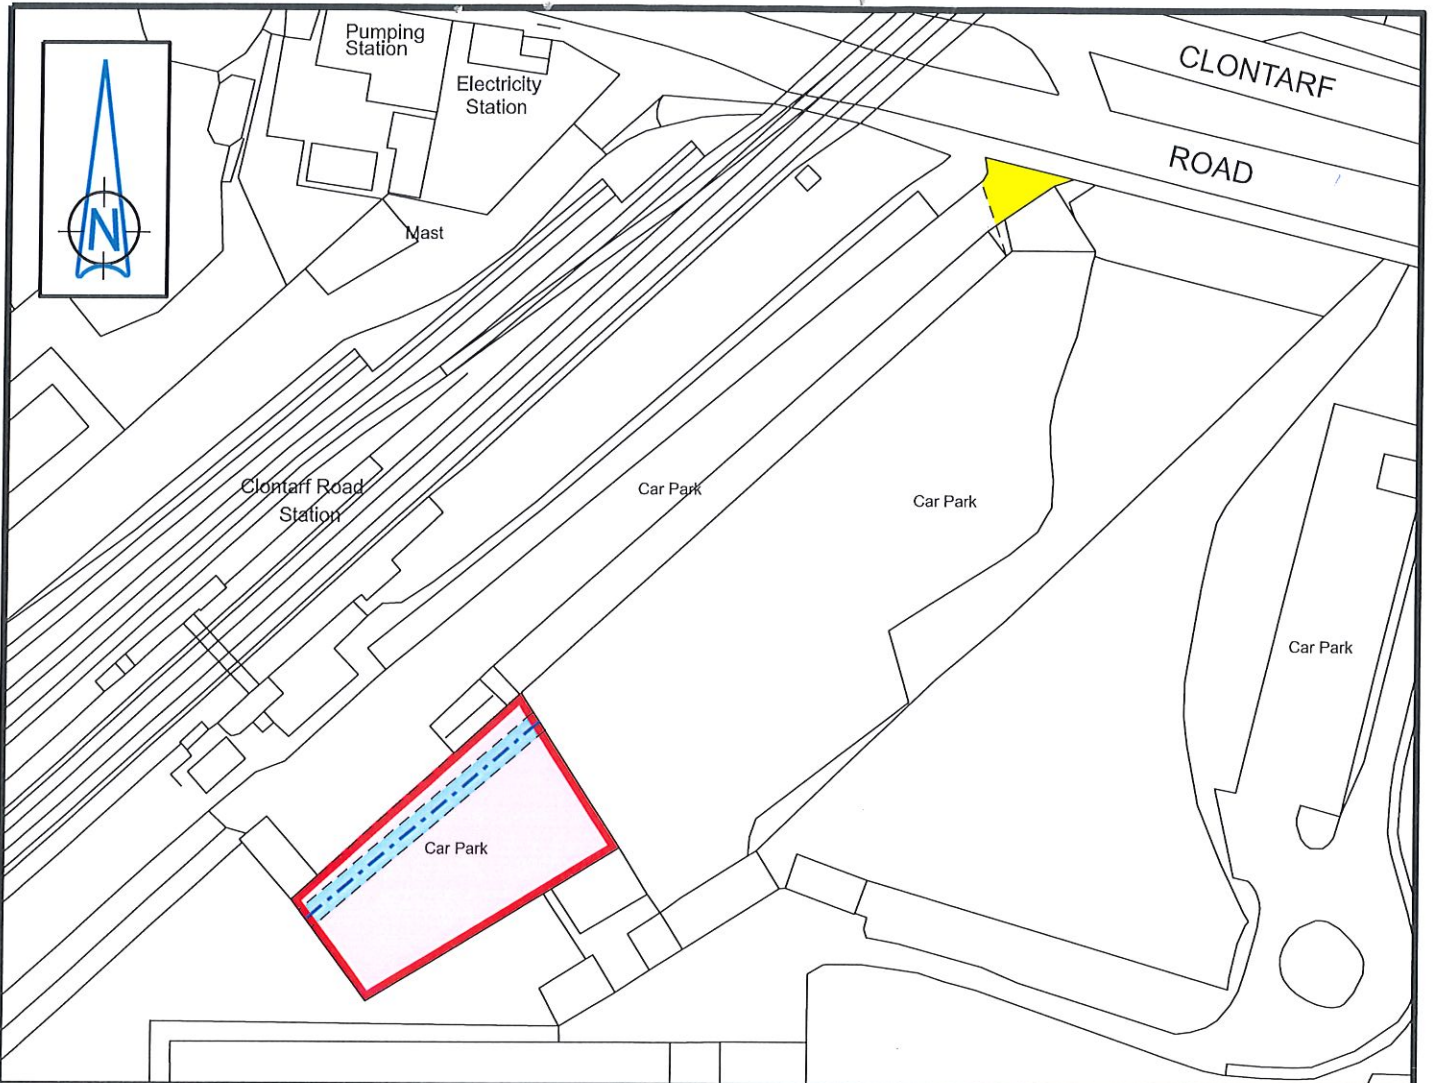 Pumping
Station
Electricity
Station
CLONTARF
ROAD
N
Mast
Clontarf Road
Station
Car Park
Car Park
Car Park
Car Park